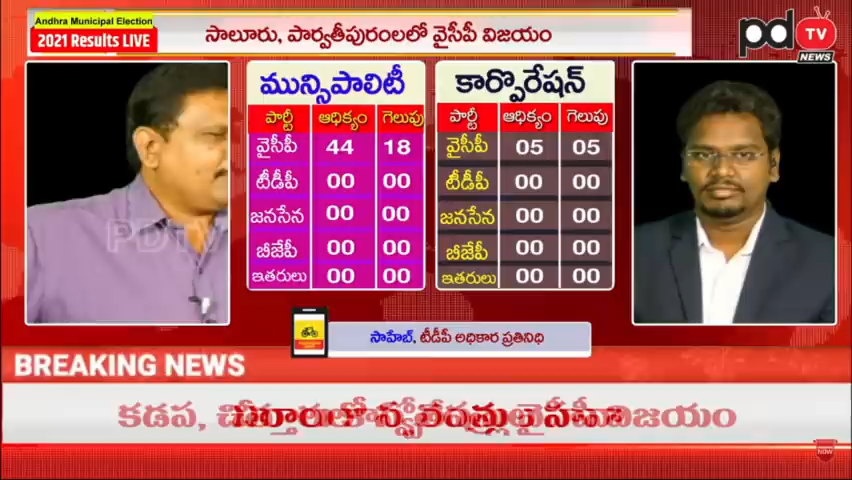 Andhra Municipal Election
2021 Results LIVE
సాలూరు, పార్వతీపురంలలో వైసీపీ విజయం
pd TV
NEWS
మున్సిపాలిటీ
పార్టీ ఆధిక్యం గెలుపు
వైసీపీ 44 18
టీడీపీ 00 00
జనసేన 00 00
బీజేపీ 00 00
ఇతరులు 00 00
కార్పొరేషన్
పార్టీ ఆధిక్యం గెలుపు
వైసీపీ 05 05
టీడీపీ 00 00
జనసేన 00 00
బీజేపీ 00 00
ఇతరులు 00 00
PDTV
సాహేబ్, టీడీపీ అధికార ప్రతినిధి
BREAKING NEWS
కడప, విజయం